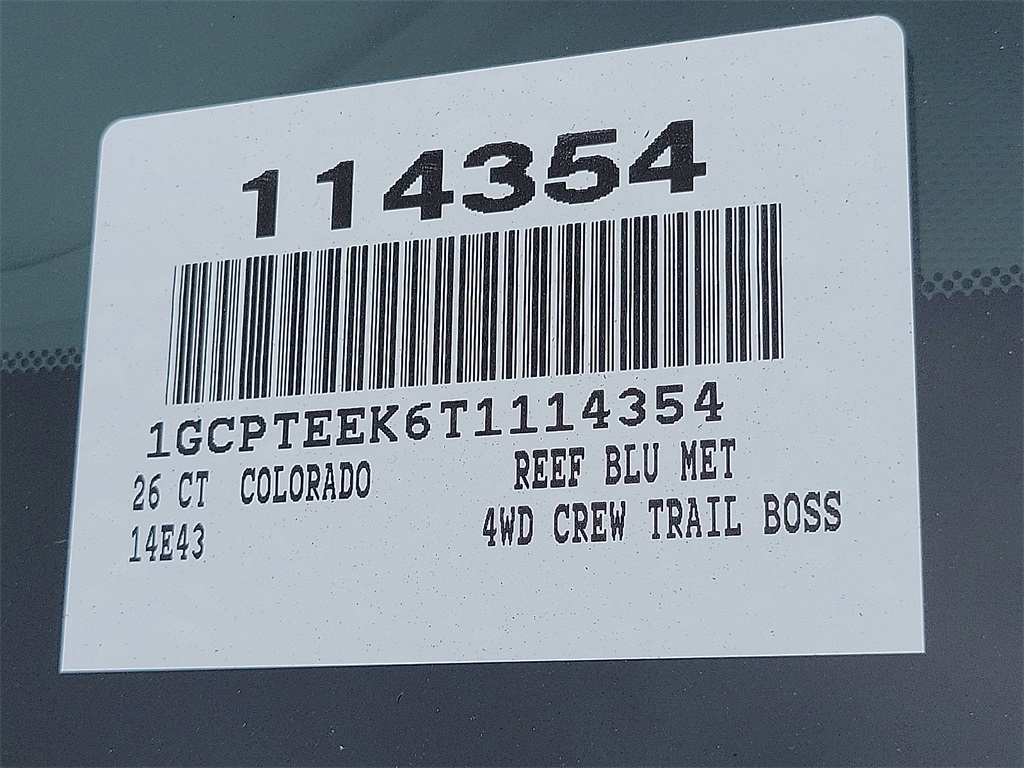 114354
1GCPTEEK6T1114354
26 CT COLORADO REEF BLU MET
14E43 4WD CREW TRAIL BOSS